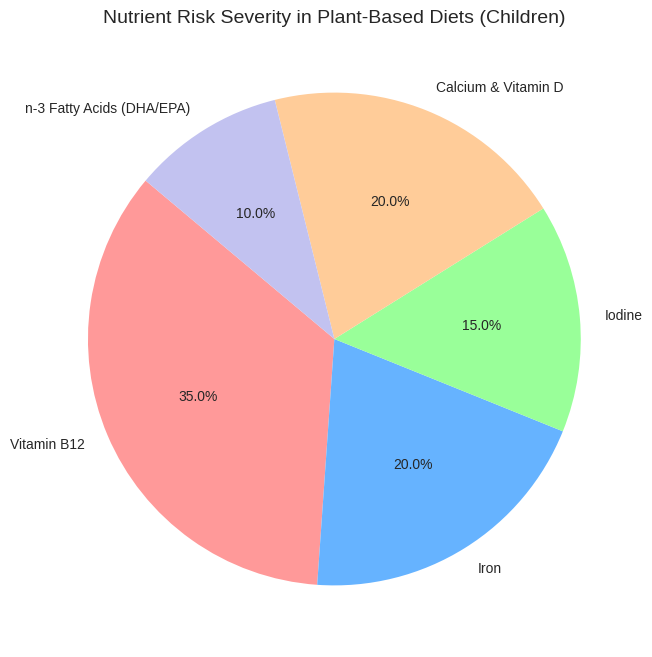 Nutrient Risk Severity in Plant-Based Diets (Children)
Calcium & Vitamin D
n-3 Fatty Acids (DHA/EPA)
20.0%
10.0%
Iodine
15.0%
35.0%
Vitamin B12
20.0%
Iron